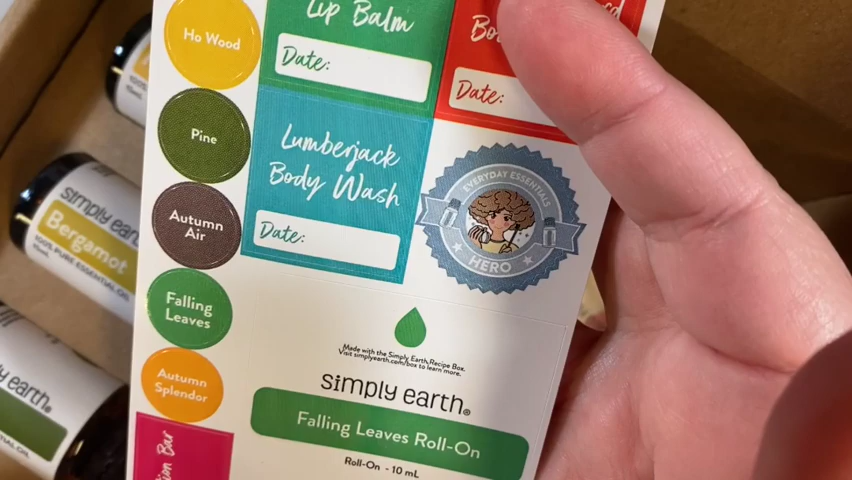 Ho Wood
Lip Balm
Date:
Date:
Pine
Lumberjack
Body Wash
Date:
EVERYDAY ESSENTIALS
HERO
Autumn
Air
Falling
Leaves
Autumn
Splendor
Made with the Simply Earth Recipe Box.
Visit simplyearth.com/box to learn more.
simply earth®
Falling Leaves Roll-On
Roll-On - 10 mL
simply earth
Bergamot
100% PURE ESSENTIAL OIL
simply earth®